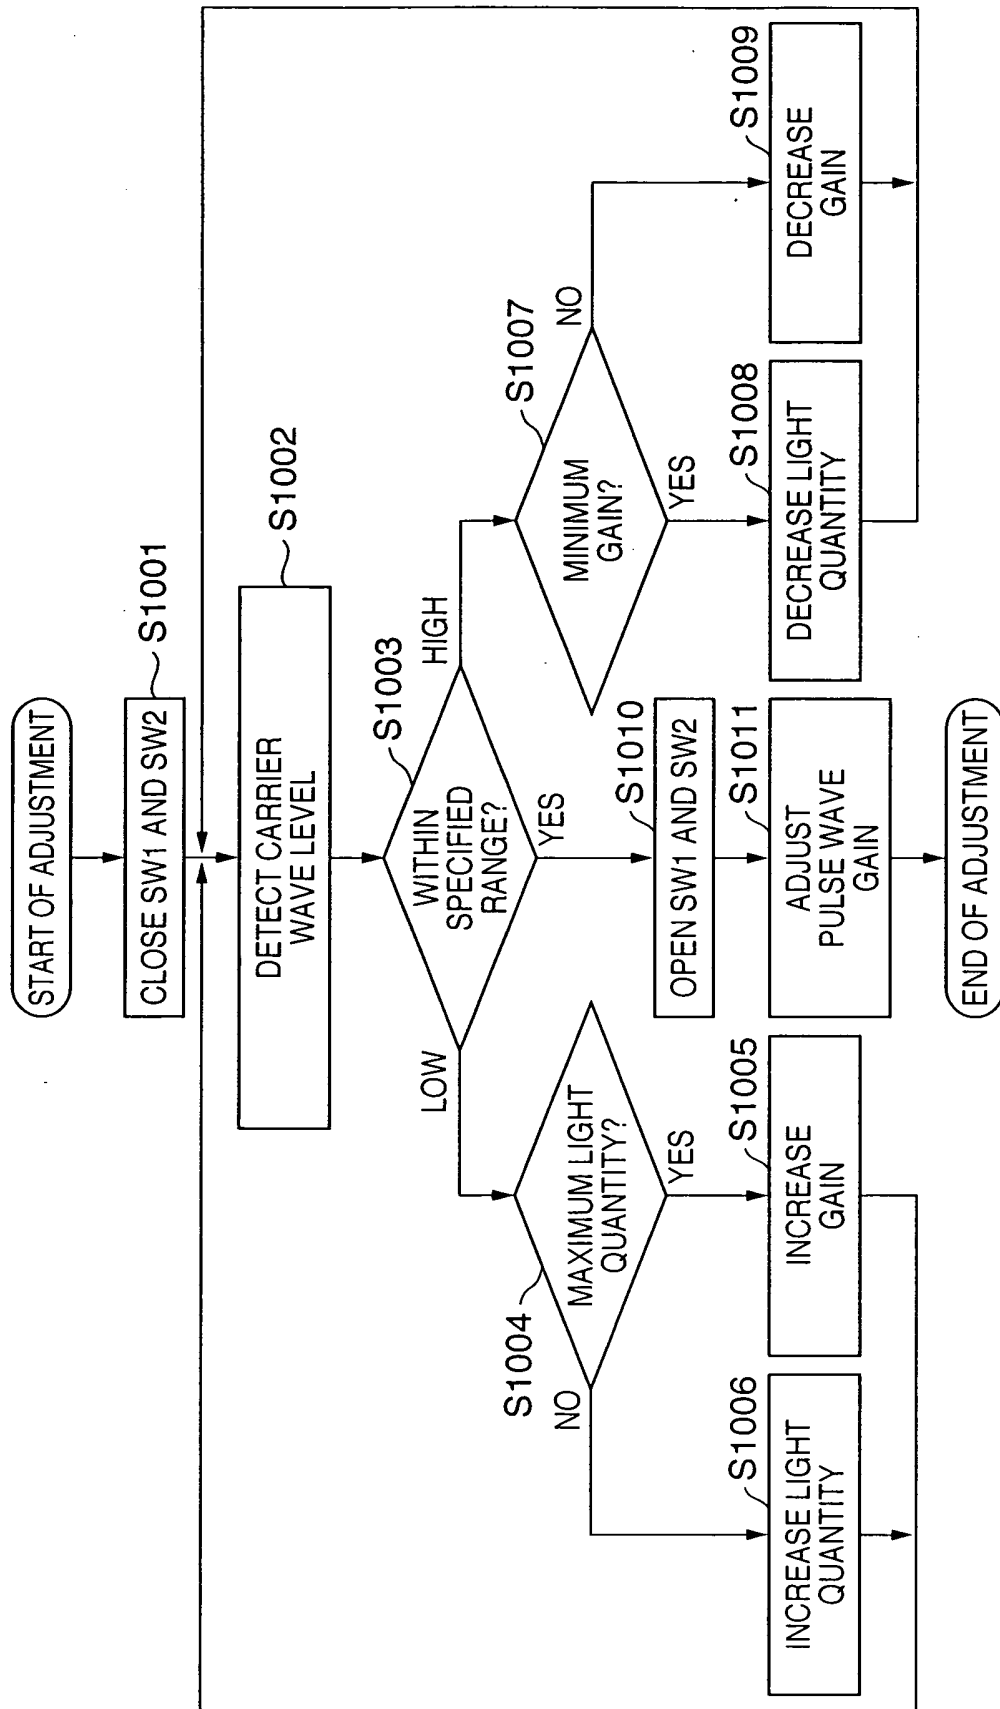 START OF ADJUSTMENT
S1001
CLOSE SW1 AND SW2
S1002
DETECT CARRIER
WAVE LEVEL
S1003
WITHIN
SPECIFIED
RANGE?
LOW
HIGH
YES
S1004
MAXIMUM LIGHT
QUANTITY?
NO
YES
S1007
MINIMUM
GAIN?
YES
NO
S1010
OPEN SW1 AND SW2
S1006
INCREASE LIGHT
QUANTITY
S1005
INCREASE
GAIN
S1011
ADJUST
PULSE WAVE
GAIN
S1008
DECREASE LIGHT
QUANTITY
S1009
DECREASE
GAIN
END OF ADJUSTMENT